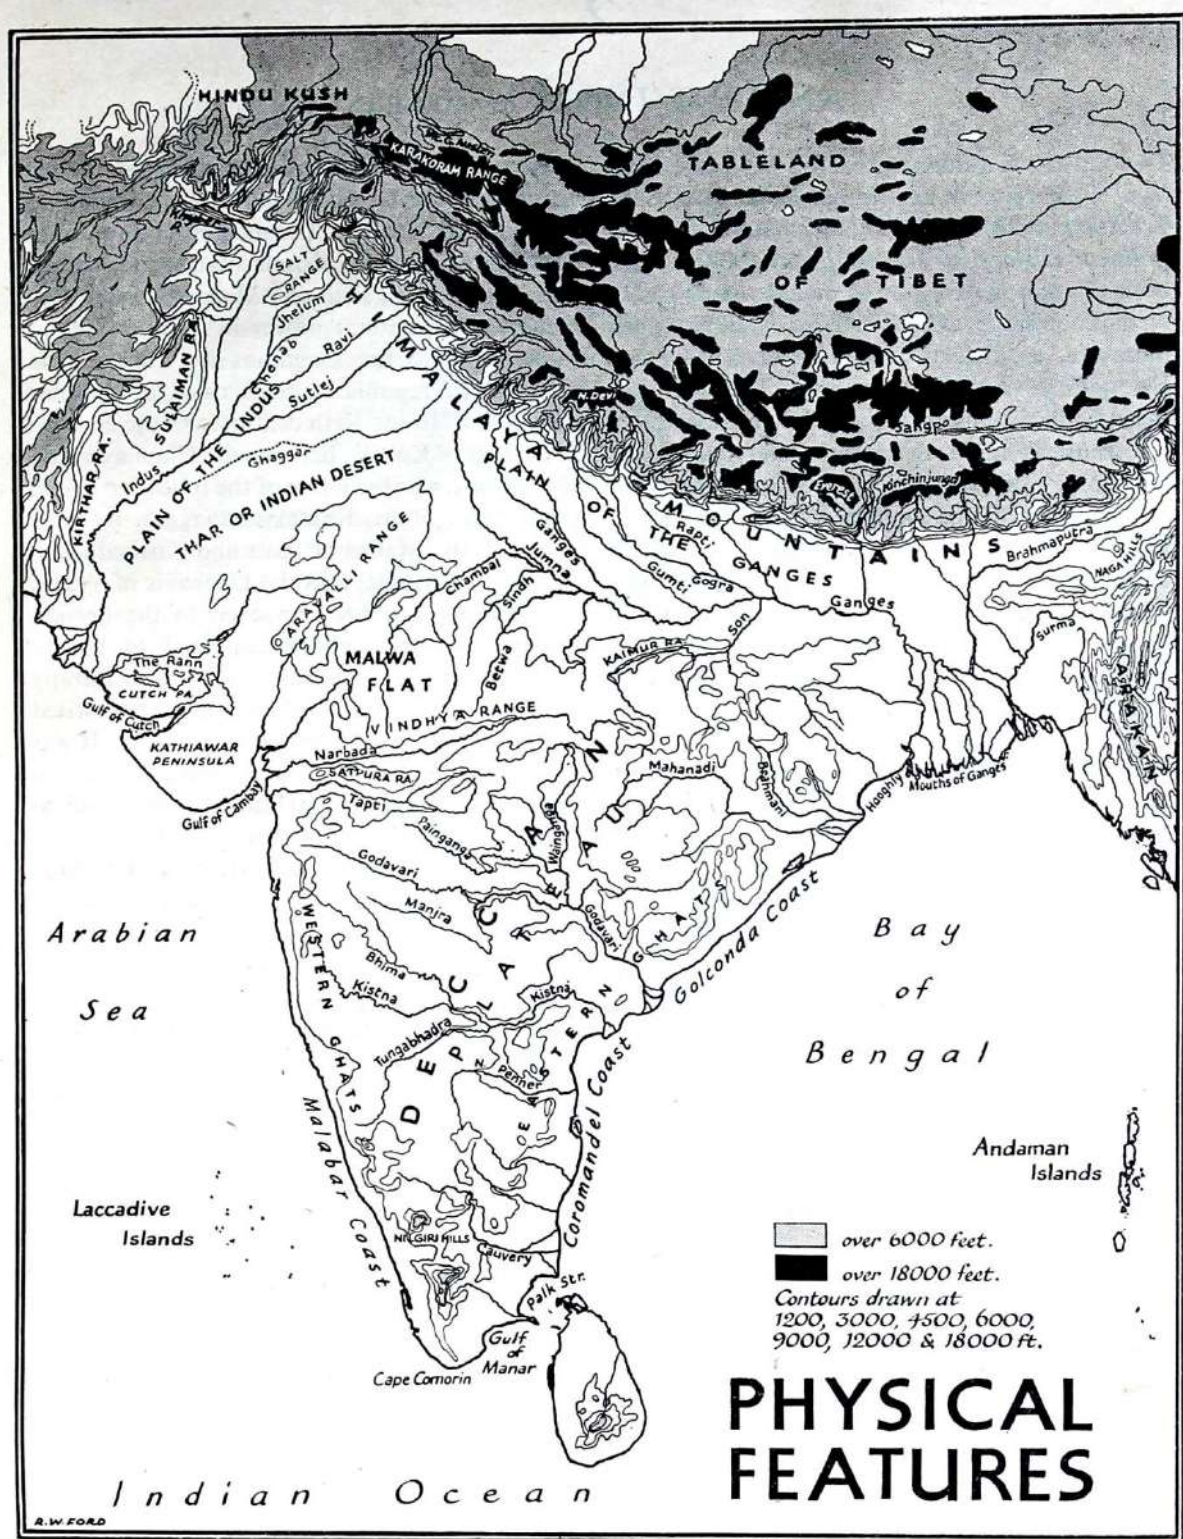 HINDU KUSH
KARAKORAM RANGE
TABLELAND
OF TIBET
SALT
RANGE
Jhelum
Chenab
Ravi
Sutlej
SULAIMAN RA.
KIRTHAR RA.
Indus
PLAIN OF THE INDUS
Ghaggar
THAR OR INDIAN DESERT
HIMALAYA MOUNTAINS
N. Devi
Sangpo
Everest
Kinchinjunga
PLAIN OF THE GANGES
Rapti
Gumti
Gogra
Ganges
Jumna
Ganges
Brahmaputra
NAGA HILLS
Surma
ARAKAN
ARAVALLI RANGE
Chambal
Sindh
Betwa
Son
KAIMUR RA.
MALWA
FLAT
VINDHYA RANGE
The Rann
CUTCH PA.
Gulf of Cutch
KATHIAWAR
PENINSULA
Gulf of Cambay
Narbada
SATPURA RA.
Tapti
Mahanadi
Brahmani
Hooghly
Mouths of Ganges
Painganga
Wainganga
Godavari
Manjra
Godavari
Bhima
Kistna
Kistna
Tungabhadra
N. Penner
DECCAN
PLATEAU
WESTERN GHATS
EASTERN GHATS
Golconda Coast
Coromandel Coast
Malabar Coast
Arabian
Sea
Bay
of
Bengal
Andaman
Islands
Laccadive
Islands
NILGIRI HILLS
Cauvery
Palk Str.
Gulf
of
Manar
Cape Comorin
over 6000 feet.
over 18000 feet.
Contours drawn at
1200, 3000, 4500, 6000,
9000, 12000 & 18000 ft.
PHYSICAL
FEATURES
Indian Ocean
R.W. FORD